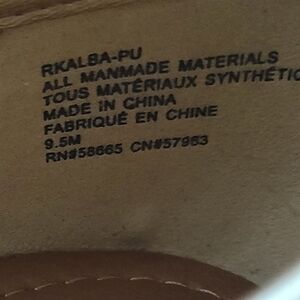 RKALBA-PU
ALL MANMADE MATERIALS
TOUS MATÉRIAUX SYNTHÉTIC
MADE IN CHINA
FABRIQUÉ EN CHINE
9.5M
RN#58665 CN#57963